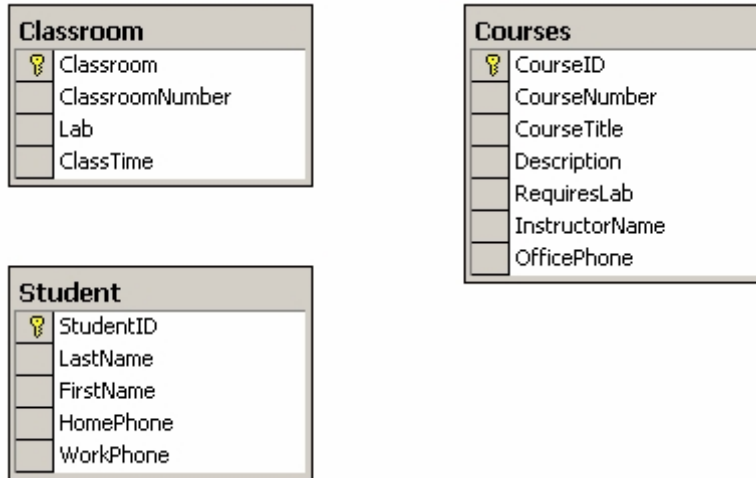 Classroom
Classroom
ClassroomNumber
Lab
ClassTime
Courses
CourseID
CourseNumber
CourseTitle
Description
RequiresLab
InstructorName
OfficePhone
Student
StudentID
LastName
FirstName
HomePhone
WorkPhone